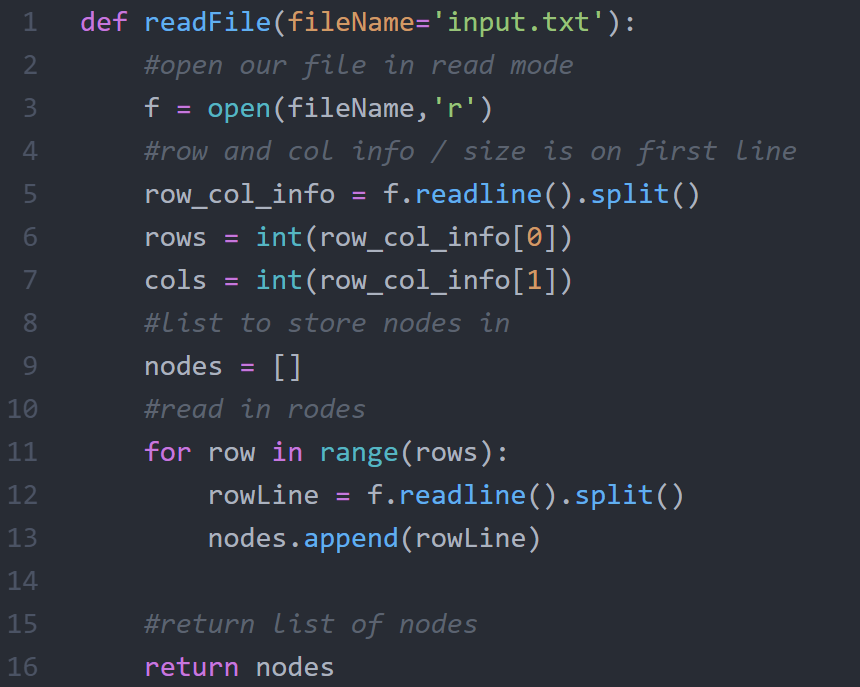 1 def readFile(fileName='input.txt'):
2 #open our file in read mode
3 f = open(fileName,'r')
4 #row and col info / size is on first line
5 row_col_info = f.readline().split()
6 rows = int(row_col_info[0])
7 cols = int(row_col_info[1])
8 #list to store nodes in
9 nodes = []
10 #read in rodes
11 for row in range(rows):
12 rowLine = f.readline().split()
13 nodes.append(rowLine)
14
15 #return list of nodes
16 return nodes